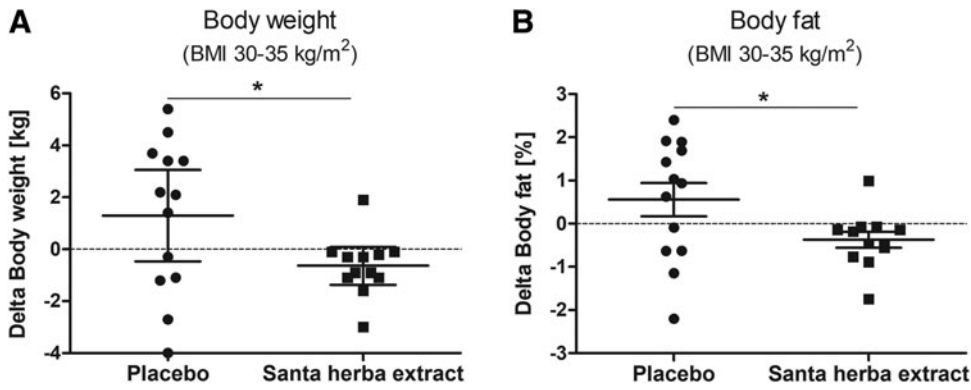 A
Body weight
(BMI 30-35 kg/m²)
*
Delta Body weight [kg]
6
4
2
0
-2
-4
Placebo
Santa herba extract
B
Body fat
(BMI 30-35 kg/m²)
*
Delta Body fat [%]
3
2
1
0
-1
-2
-3
Placebo
Santa herba extract